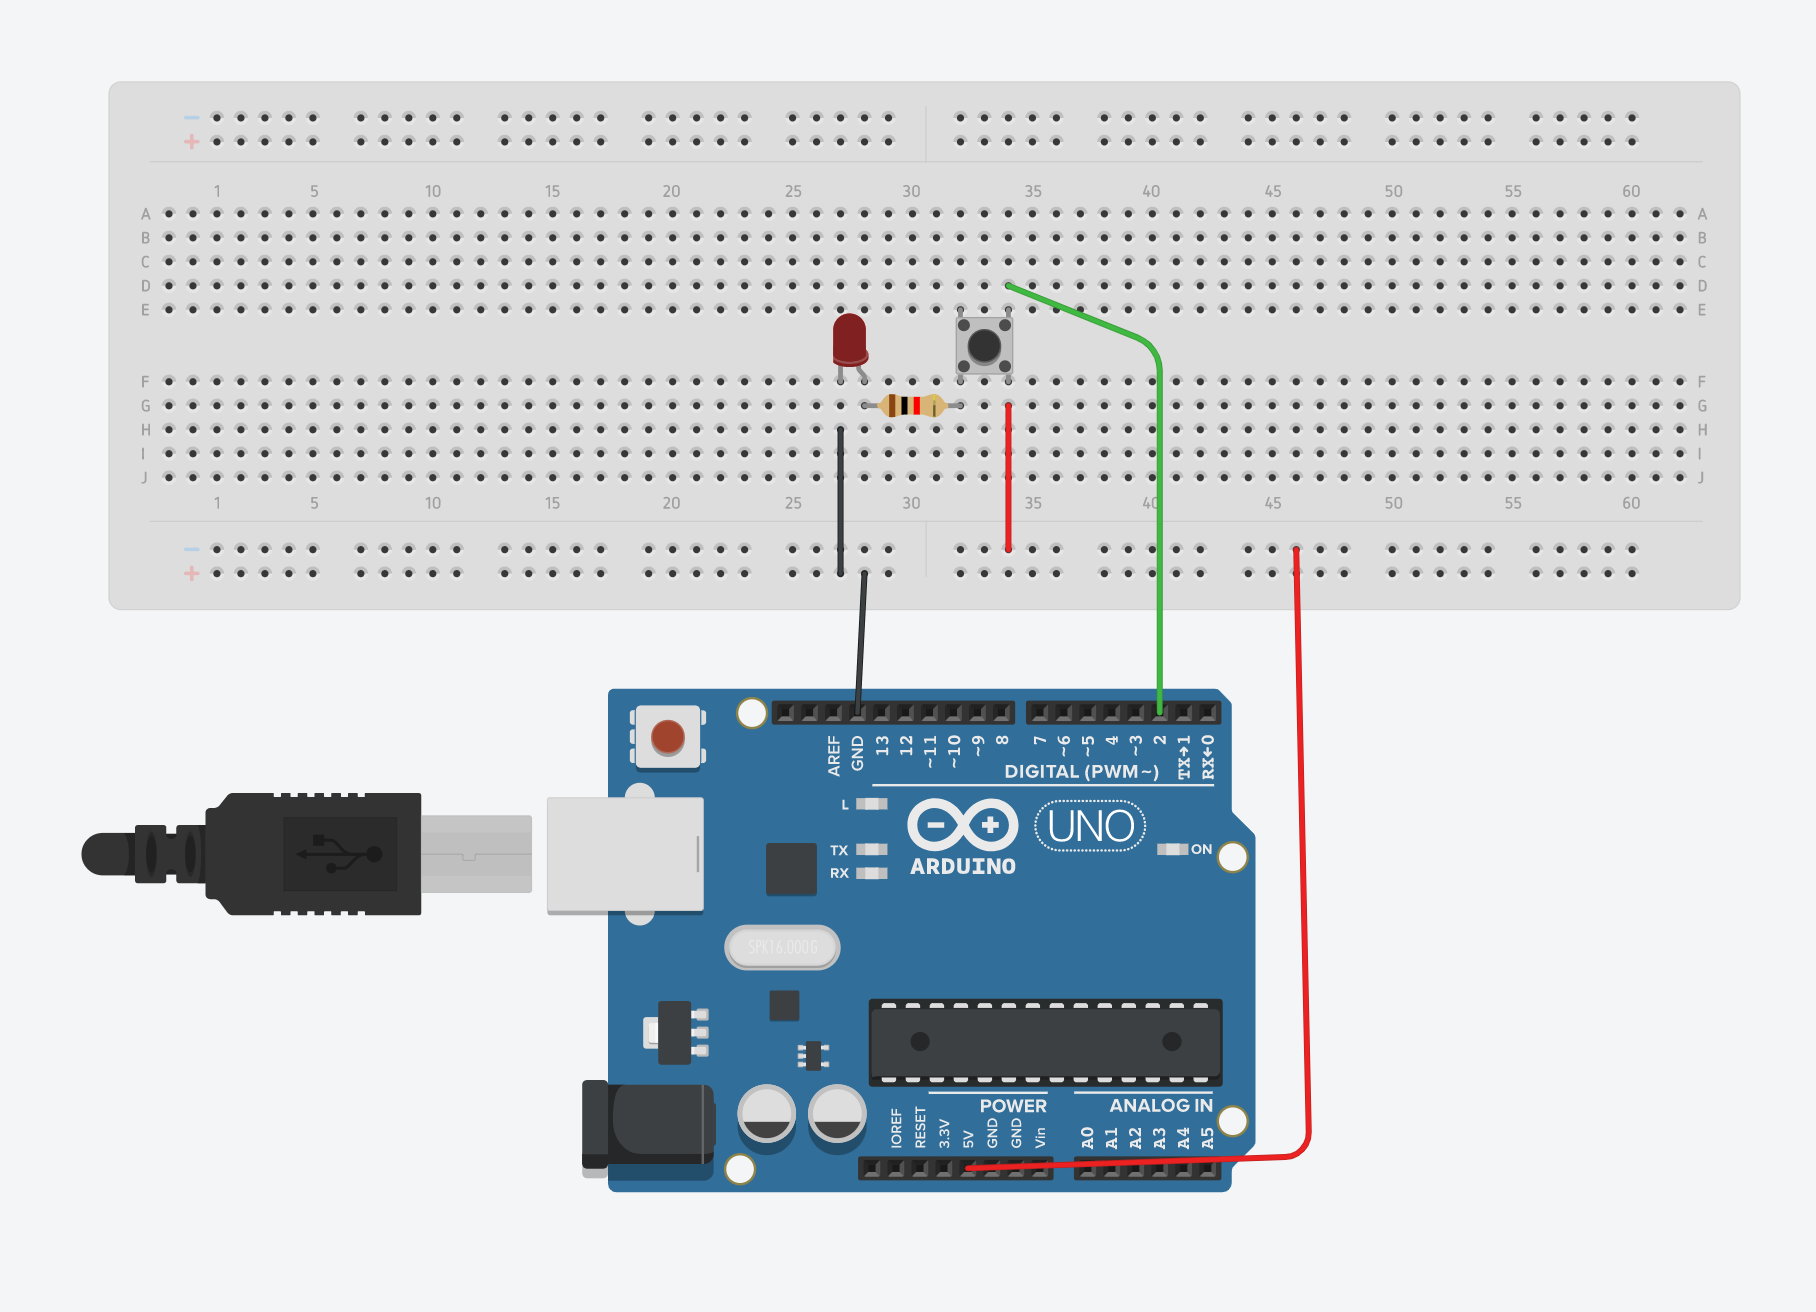 − +
1 5 10 15 20 25 30 35 40 45 50 55 60
A A
B B
C C
D D
E E
F F
G G
H H
I I
J J
1 5 10 15 20 25 30 35 40 45 50 55 60
− +
AREF GND 13 12 ~11 ~10 ~9 8 7 ~6 ~5 4 ~3 2 TX→1 RX←0
DIGITAL (PWM~)
L
TX
RX
ARDUINO
UNO
ON
SPK16.000G
POWER
ANALOG IN
IOREF RESET 3.3V 5V GND GND Vin A0 A1 A2 A3 A4 A5